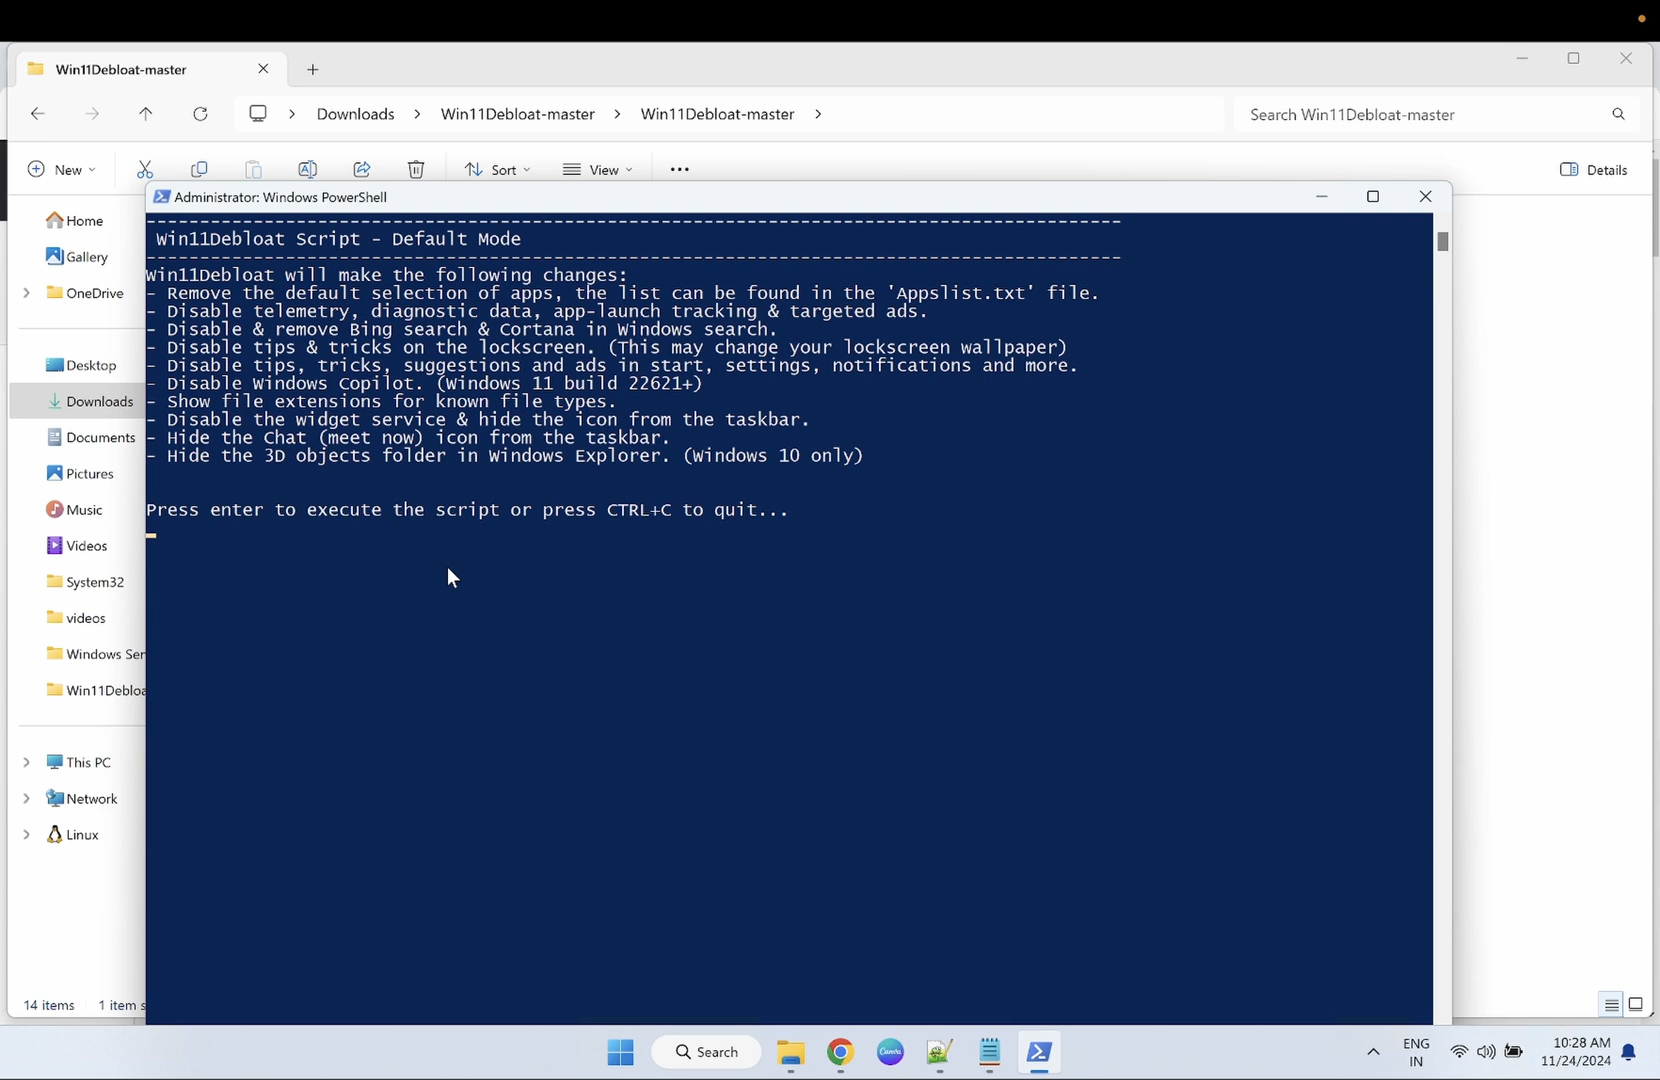 Win11Debloat-master
Downloads > Win11Debloat-master > Win11Debloat-master >
Search Win11Debloat-master
New
Sort
View
Details
Administrator: Windows PowerShell
Home
Gallery
OneDrive
Desktop
Downloads
Documents
Pictures
Music
Videos
System32
videos
Windows Ser
Win11Debloa
This PC
Network
Linux
--------------------------------------------------------------------------------------------
Win11Debloat Script - Default Mode
--------------------------------------------------------------------------------------------
Win11Debloat will make the following changes:
- Remove the default selection of apps, the list can be found in the 'Appslist.txt' file.
- Disable telemetry, diagnostic data, app-launch tracking & targeted ads.
- Disable & remove Bing search & Cortana in Windows search.
- Disable tips & tricks on the lockscreen. (This may change your lockscreen wallpaper)
- Disable tips, tricks, suggestions and ads in start, settings, notifications and more.
- Disable Windows Copilot. (Windows 11 build 22621+)
- Show file extensions for known file types.
- Disable the widget service & hide the icon from the taskbar.
- Hide the Chat (meet now) icon from the taskbar.
- Hide the 3D objects folder in Windows Explorer. (Windows 10 only)
Press enter to execute the script or press CTRL+C to quit...
14 items
1 item s
Search
Canva
ENG
IN
10:28 AM
11/24/2024